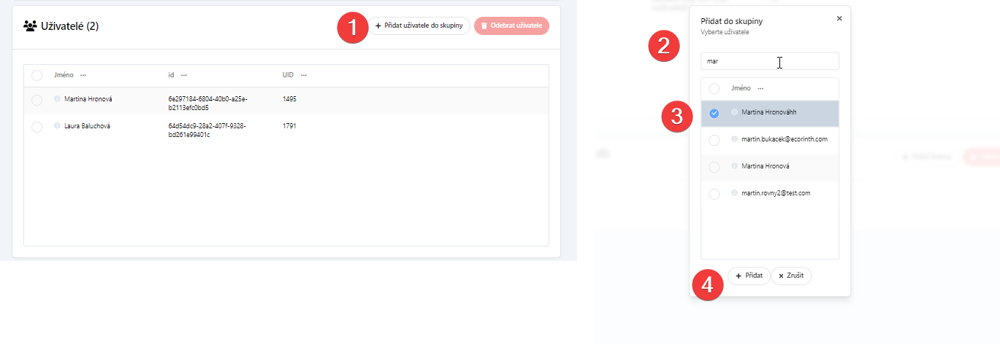 Uživatelé (2)
1
+ Přidat uživatele do skupiny
Odebrat uživatele
Jméno ...
id ...
UID ...
Martina Hronová
6e297184-6804-40b0-a25e-
b2113efc0bd5
1495
Laura Baluchová
64d54dc9-28a2-407f-9328-
bd261e99401c
1791
Přidat do skupiny
×
Vyberte uživatele
2
mar
Jméno ...
3
Martina Hronováhh
martin.bukacek@ecorinth.com
Martina Hronová
martin.rovny2@test.com
4
+ Přidat
× Zrušit